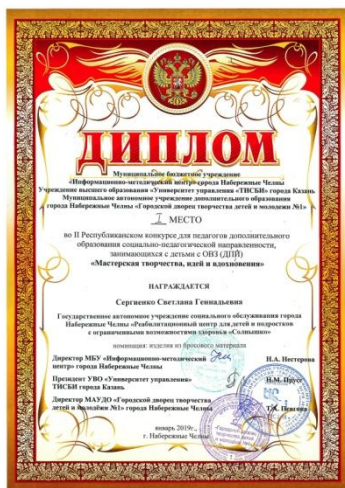 ДИПЛОМ
Муниципальное бюджетное учреждение
«Информационно-методический центр» города Набережные Челны
Учреждение высшего образования «Университет управления «ТИСБИ» города Казань
Муниципальное автономное учреждение дополнительного образования
города Набережные Челны «Городской дворец творчества детей и молодежи №1»
I МЕСТО
во II Республиканском конкурсе для педагогов дополнительного
образования социально-педагогической направленности,
занимающихся с детьми с ОВЗ (ДПИ)
«Мастерская творчества, идей и вдохновения»
НАГРАЖДАЕТСЯ
Сергиенко Светлана Геннадьевна
Государственное автономное учреждение социального обслуживания города
Набережные Челны «Реабилитационный центр для детей и подростков
с ограниченными возможностями здоровья «Солнышко»
номинация: изделия из бросового материала
Директор МБУ «Информационно-методический
центр» города Набережные Челны
Н.А. Нестерова
Президент УВО «Университет управления»
ТИСБИ города Казань
Н.М. Прусс
Директор МАУДО «Городской дворец творчества
детей и молодёжи №1» города Набережные Челны
январь 2019г.
г. Набережные Челны